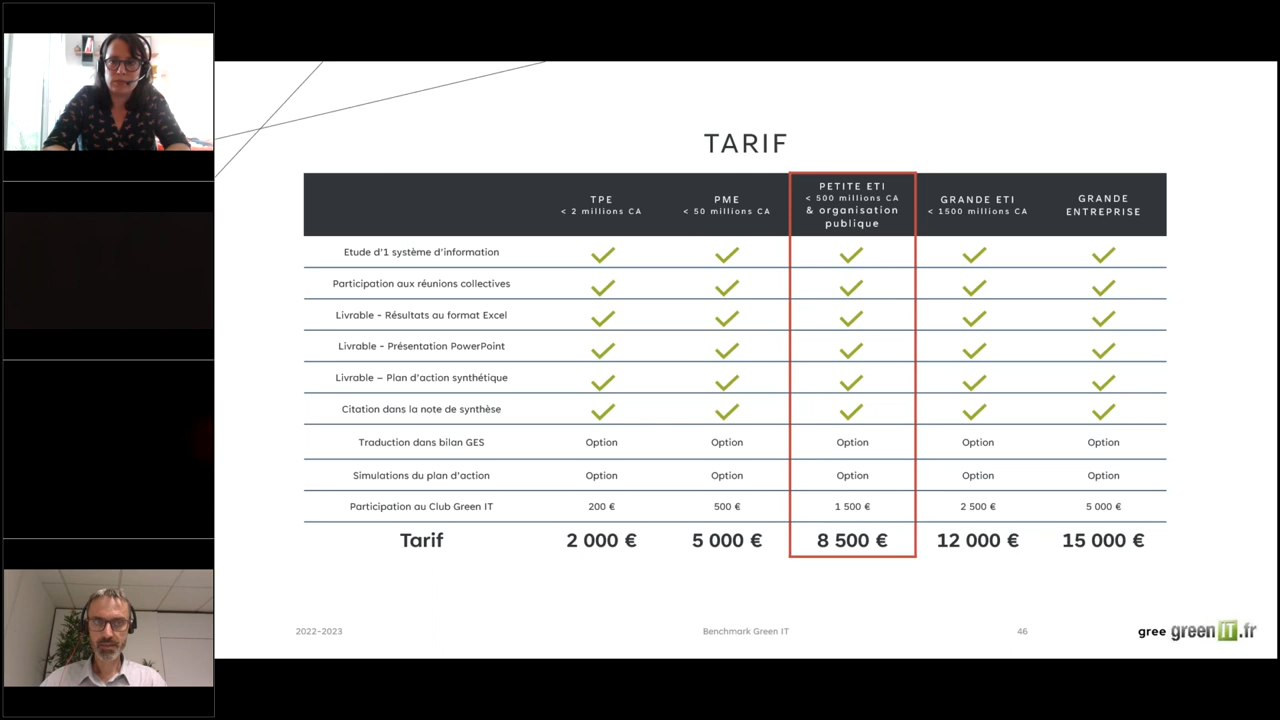 TARIF
TPE
< 2 millions CA
PME
< 50 millions CA
PETITE ETI
< 500 millions CA
& organisation
publique
GRANDE ETI
< 1500 millions CA
GRANDE
ENTREPRISE
Etude d'1 système d'information
Participation aux réunions collectives
Livrable - Résultats au format Excel
Livrable - Présentation PowerPoint
Livrable – Plan d'action synthétique
Citation dans la note de synthèse
Traduction dans bilan GES Option Option Option Option Option
Simulations du plan d'action Option Option Option Option Option
Participation au Club Green IT 200 € 500 € 1 500 € 2 500 € 5 000 €
Tarif 2 000 € 5 000 € 8 500 € 12 000 € 15 000 €
2022-2023 Benchmark Green IT 46 gree greenIT.fr